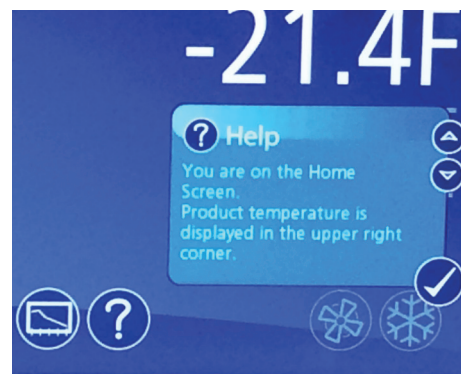 -21.4F
? Help
You are on the Home
Screen.
Product temperature is
displayed in the upper right
corner.
?